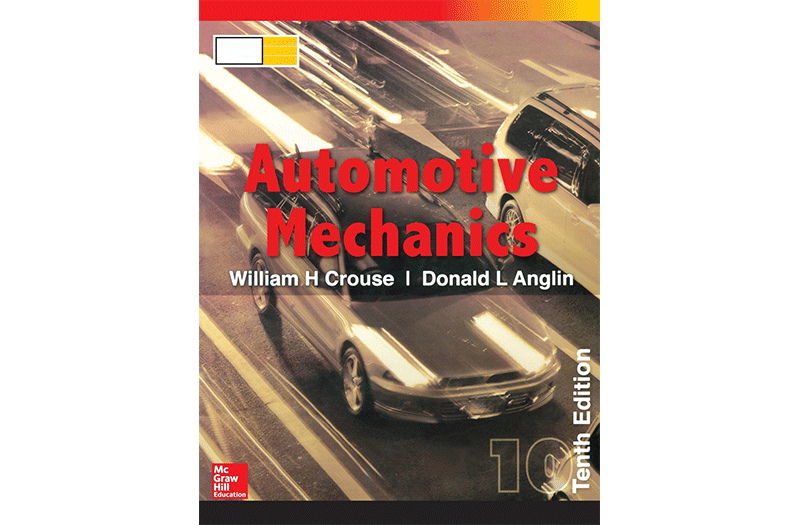 Automotive
Mechanics
William H Crouse | Donald L Anglin
10
Tenth Edition
Mc
Graw
Hill
Education